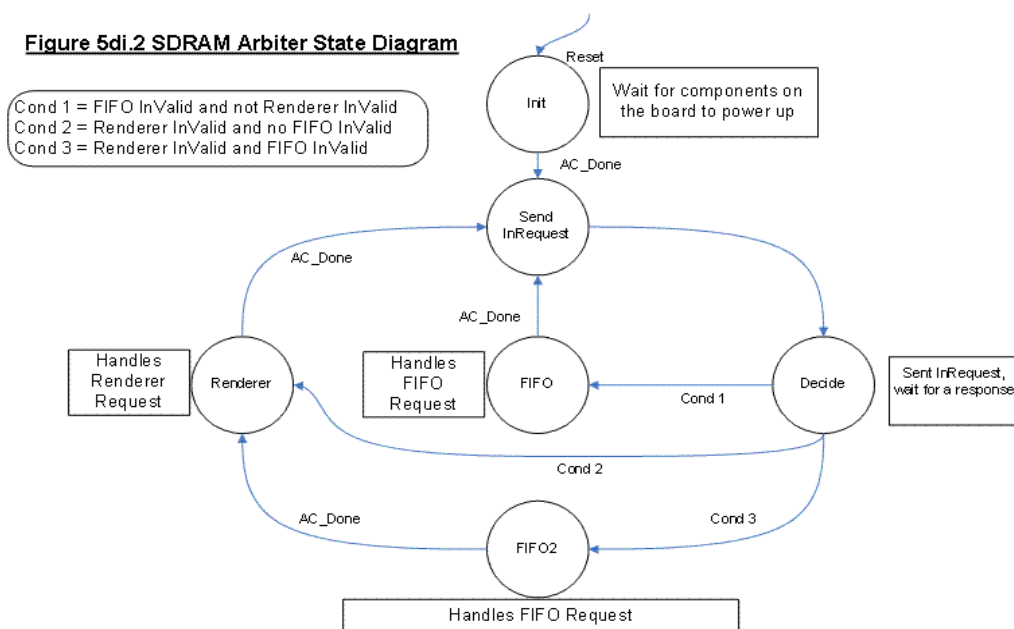 Figure 5di.2 SDRAM Arbiter State Diagram
Reset
Init
Wait for components on
the board to power up
Cond 1 = FIFO InValid and not Renderer InValid
Cond 2 = Renderer InValid and no FIFO InValid
Cond 3 = Renderer InValid and FIFO InValid
AC_Done
Send
InRequest
AC_Done
AC_Done
Handles
Renderer
Request
Renderer
Handles
FIFO
Request
FIFO
Cond 1
Decide
Sent InRequest,
wait for a response
Cond 2
AC_Done
Cond 3
FIFO2
Handles FIFO Request